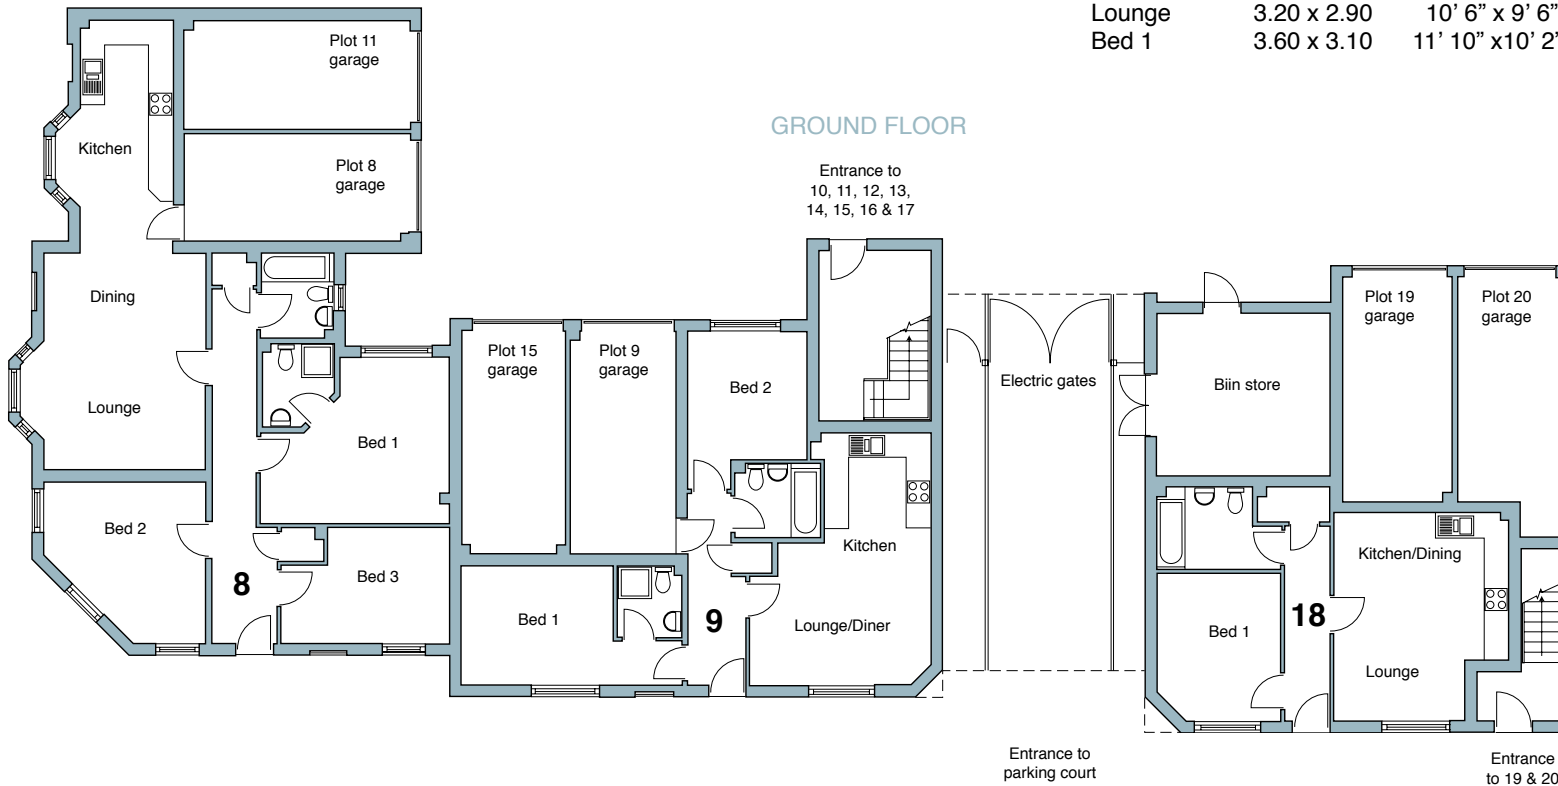 Lounge 3.20 x 2.90 10’ 6” x 9’ 6”
Bed 1 3.60 x 3.10 11’ 10” x10’ 2”
GROUND FLOOR
Plot 11
garage
Kitchen
Plot 8
garage
Dining
Lounge
Bed 1
Bed 2
Bed 3
8
Plot 15
garage
Plot 9
garage
Bed 2
Bed 1
9
Kitchen
Lounge/Diner
Entrance to
10, 11, 12, 13,
14, 15, 16 & 17
Electric gates
Entrance to
parking court
Biin store
Plot 19
garage
Plot 20
garage
Kitchen/Dining
Bed 1
18
Lounge
Entrance
to 19 & 20